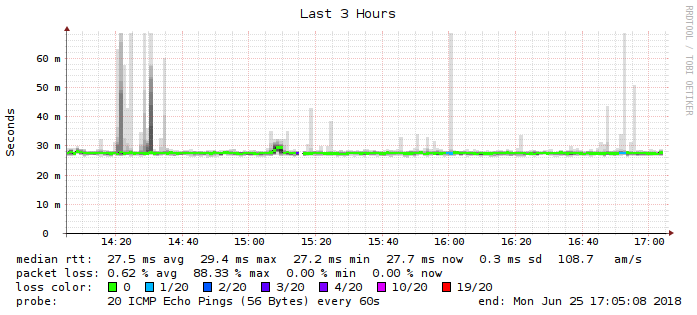 Last 3 Hours
RRDTOOL / TOBI OETIKER
Seconds
60 m
50 m
40 m
30 m
20 m
10 m
0
14:20 14:40 15:00 15:20 15:40 16:00 16:20 16:40 17:00
median rtt: 27.5 ms avg 29.4 ms max 27.2 ms min 27.7 ms now 0.3 ms sd 108.7 am/s
packet loss: 0.62 % avg 88.33 % max 0.00 % min 0.00 % now
loss color: 0 1/20 2/20 3/20 4/20 10/20 19/20
probe: 20 ICMP Echo Pings (56 Bytes) every 60s end: Mon Jun 25 17:05:08 2018